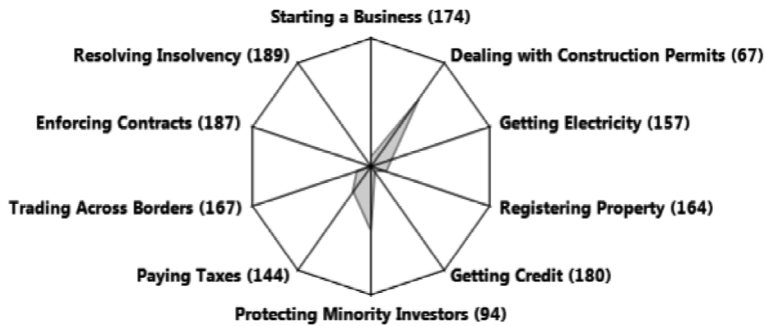 Starting a Business (174)
Resolving Insolvency (189)
Dealing with Construction Permits (67)
Enforcing Contracts (187)
Getting Electricity (157)
Trading Across Borders (167)
Registering Property (164)
Paying Taxes (144)
Getting Credit (180)
Protecting Minority Investors (94)